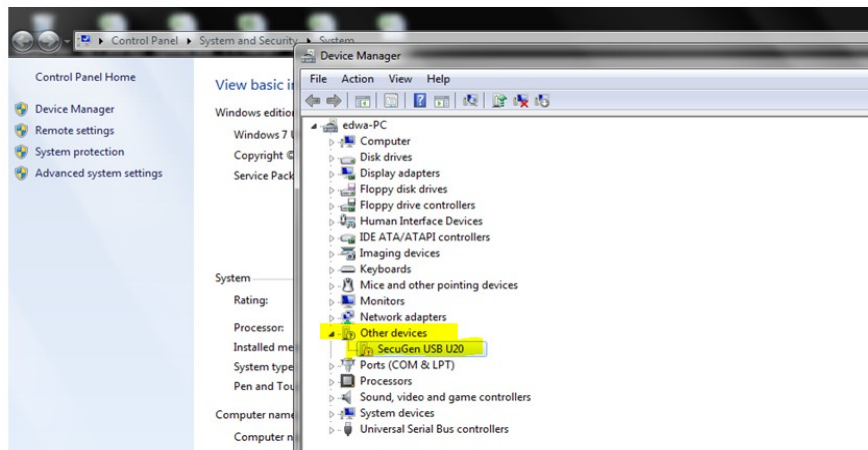 Control Panel ▸ System and Security ▸ System
Control Panel Home
Device Manager
Remote settings
System protection
Advanced system settings
View basic i
Windows edition
Windows 7
Copyright ©
Service Pack
System
Rating:
Processor:
Installed me
System type
Pen and Tou
Computer name
Computer n
Device Manager
File Action View Help
edwa-PC
Computer
Disk drives
Display adapters
Floppy disk drives
Floppy drive controllers
Human Interface Devices
IDE ATA/ATAPI controllers
Imaging devices
Keyboards
Mice and other pointing devices
Monitors
Network adapters
Other devices
SecuGen USB U20
Ports (COM & LPT)
Processors
Sound, video and game controllers
System devices
Universal Serial Bus controllers